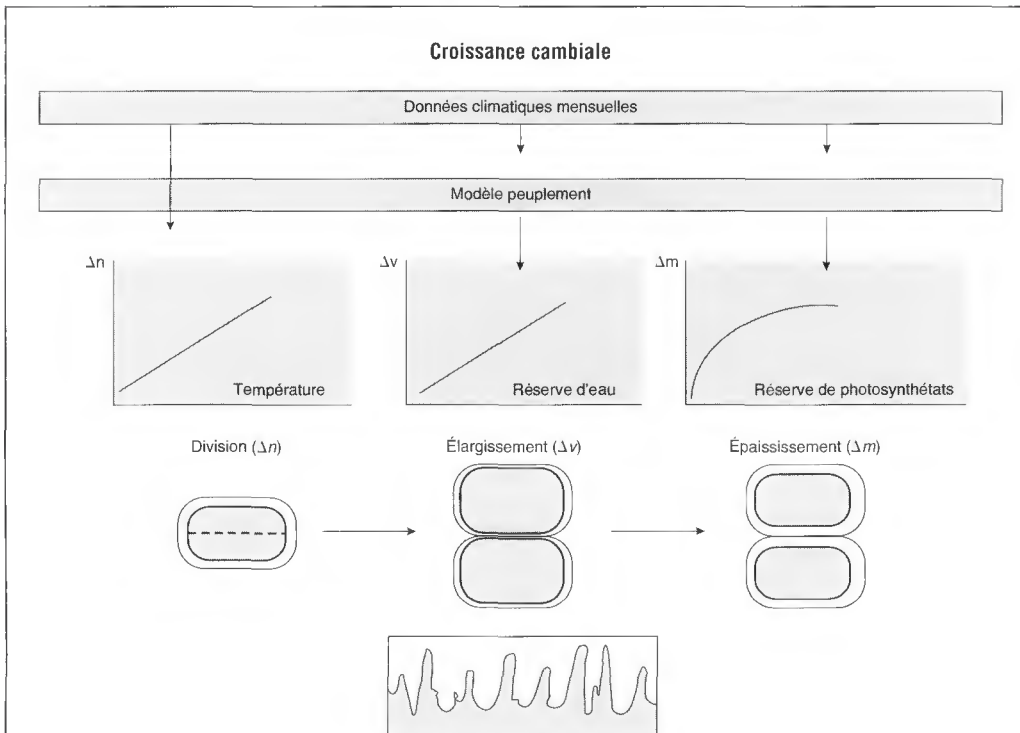 Croissance cambiale
Données climatiques mensuelles
Modèle peuplement
Δn
Température
Δv
Réserve d'eau
Δm
Réserve de photosynthétats
Division (Δn)
Élargissement (Δv)
Épaississement (Δm)